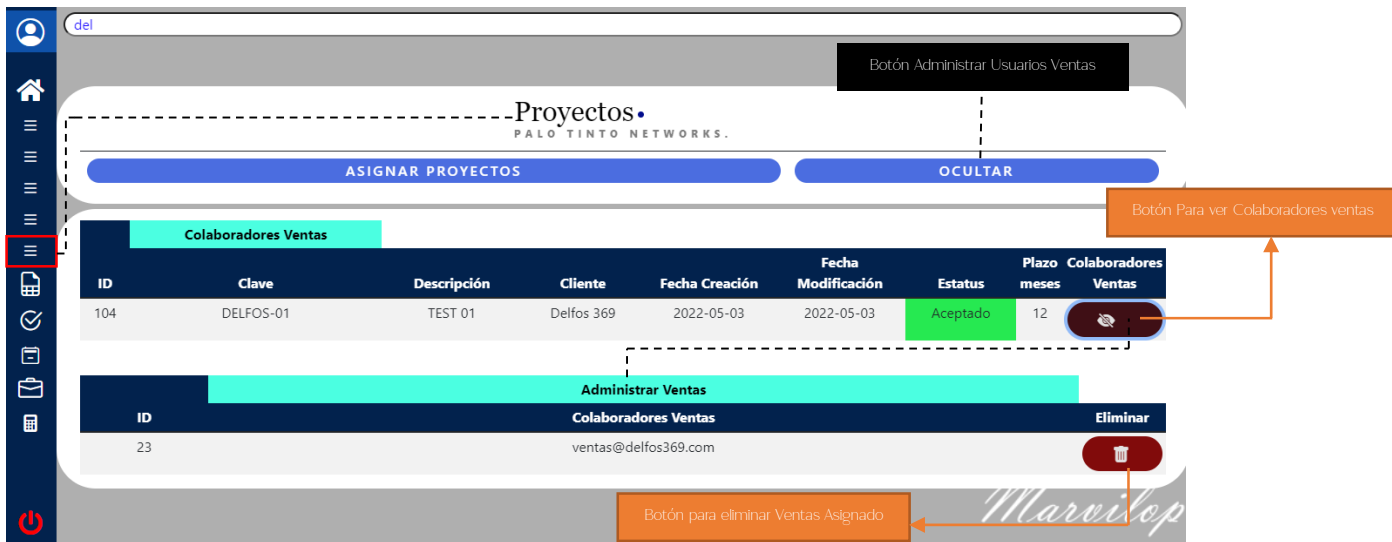 del
Botón Administrar Usuarios Ventas
Proyectos
PALO TINTO NETWORKS.
ASIGNAR PROYECTOS
OCULTAR
Botón Para ver Colaboradores ventas
Colaboradores Ventas
ID Clave Descripción Cliente Fecha Creación Fecha Modificación Estatus Plazo meses Colaboradores Ventas
104 DELFOS-01 TEST 01 Delfos 369 2022-05-03 2022-05-03 Aceptado 12
Administrar Ventas
ID Colaboradores Ventas Eliminar
23 ventas@delfos369.com
Botón para eliminar Ventas Asignado
Marvilop